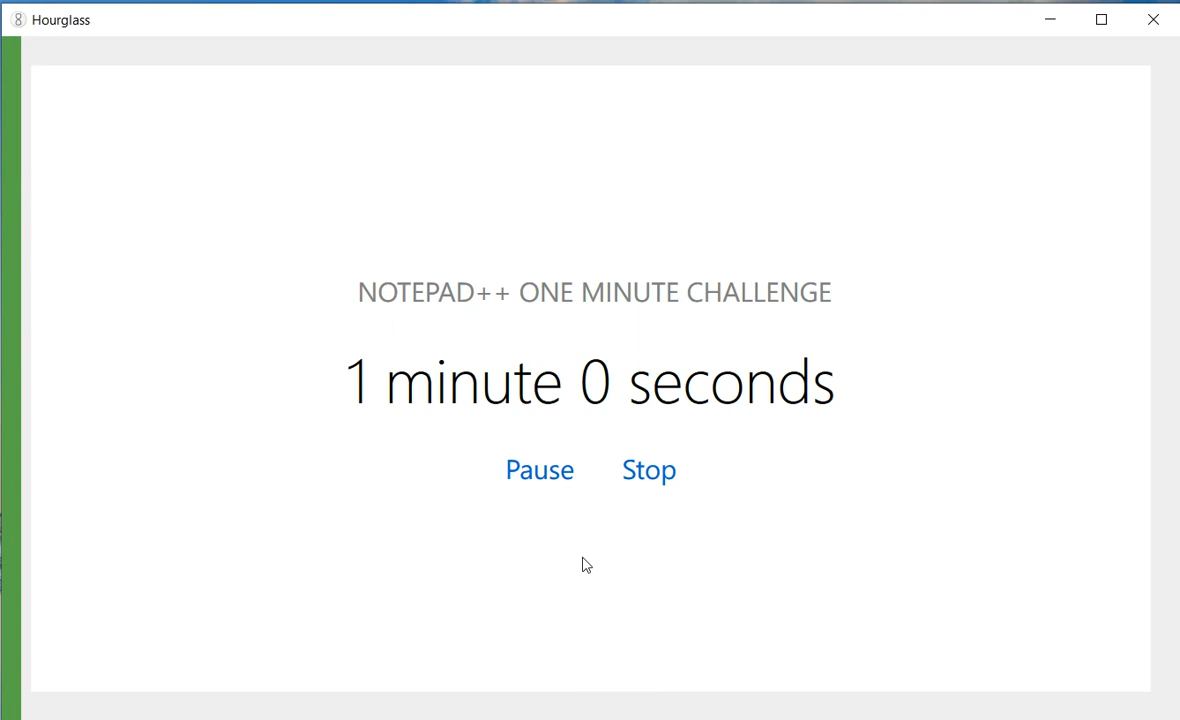 Hourglass
NOTEPAD++ ONE MINUTE CHALLENGE
1 minute 0 seconds
Pause Stop